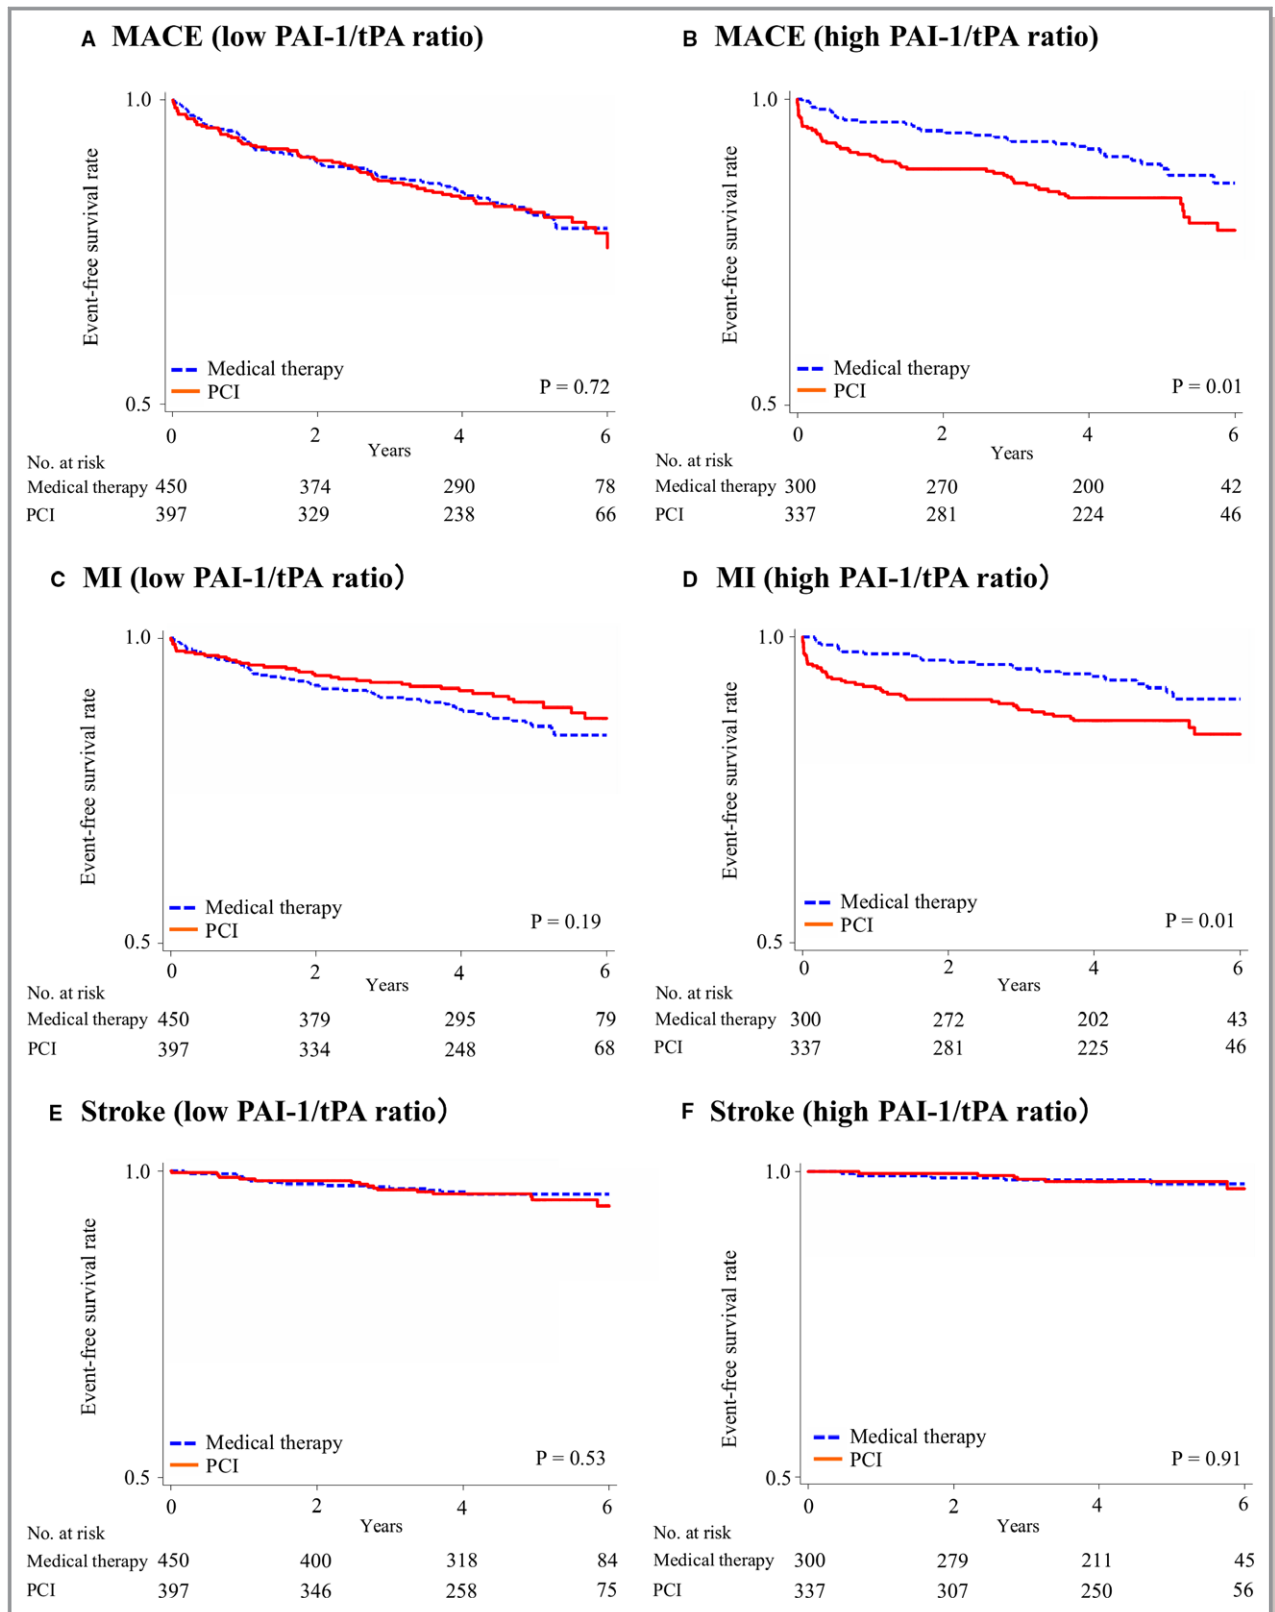 A MACE (low PAI-1/tPA ratio)
1.0
0.5
Event-free survival rate
Medical therapy
PCI
P = 0.72
0 2 4 6
Years
No. at risk
Medical therapy 450 374 290 78
PCI 397 329 238 66
B MACE (high PAI-1/tPA ratio)
1.0
0.5
Event-free survival rate
Medical therapy
PCI
P = 0.01
0 2 4 6
Years
No. at risk
Medical therapy 300 270 200 42
PCI 337 281 224 46
C MI (low PAI-1/tPA ratio）
1.0
0.5
Event-free survival rate
Medical therapy
PCI
P = 0.19
0 2 4 6
Years
No. at risk
Medical therapy 450 379 295 79
PCI 397 334 248 68
D MI (high PAI-1/tPA ratio）
1.0
0.5
Event-free survival rate
Medical therapy
PCI
P = 0.01
0 2 4 6
Years
No. at risk
Medical therapy 300 272 202 43
PCI 337 281 225 46
E Stroke (low PAI-1/tPA ratio）
1.0
0.5
Event-free survival rate
Medical therapy
PCI
P = 0.53
0 2 4 6
Years
No. at risk
Medical therapy 450 400 318 84
PCI 397 346 258 75
F Stroke (high PAI-1/tPA ratio）
1.0
0.5
Event-free survival rate
Medical therapy
PCI
P = 0.91
0 2 4 6
Years
No. at risk
Medical therapy 300 279 211 45
PCI 337 307 250 56